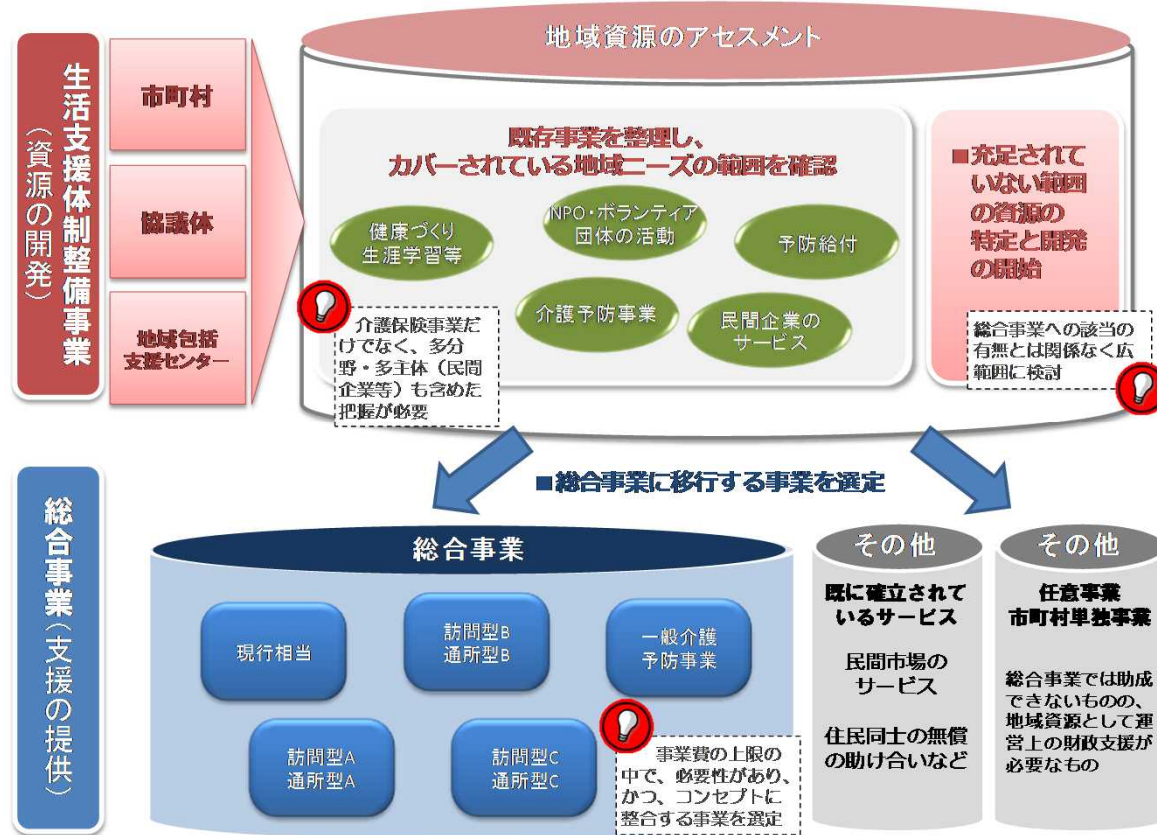 生活支援体制整備事業
（資源の開発）
市町村
協議体
地域包括
支援センター
地域資源のアセスメント
既存事業を整理し、
カバーされている地域ニーズの範囲を確認
健康づくり
生涯学習等
NPO・ボランティア
団体の活動
予防給付
介護予防事業
民間企業の
サービス
介護保険事業だ
けでなく、多分
野・多主体（民間
企業等）も含めた
把握が必要
■充足されて
いない範囲
の資源の
特定と開発
の開始
総合事業への該当の
有無とは関係なく広
範囲に検討
■総合事業に移行する事業を選定
総合事業（支援の提供）
総合事業
現行相当
訪問型B
通所型B
一般介護
予防事業
訪問型A
通所型A
訪問型C
通所型C
事業費の上限の
中で、必要性があり、
かつ、コンセプトに
整合する事業を選定
その他
既に確立されて
いるサービス
民間市場の
サービス
住民同士の無償
の助け合いなど
その他
任意事業
市町村単独事業
総合事業では助成
できないものの、
地域資源として運
営上の財政支援が
必要なもの